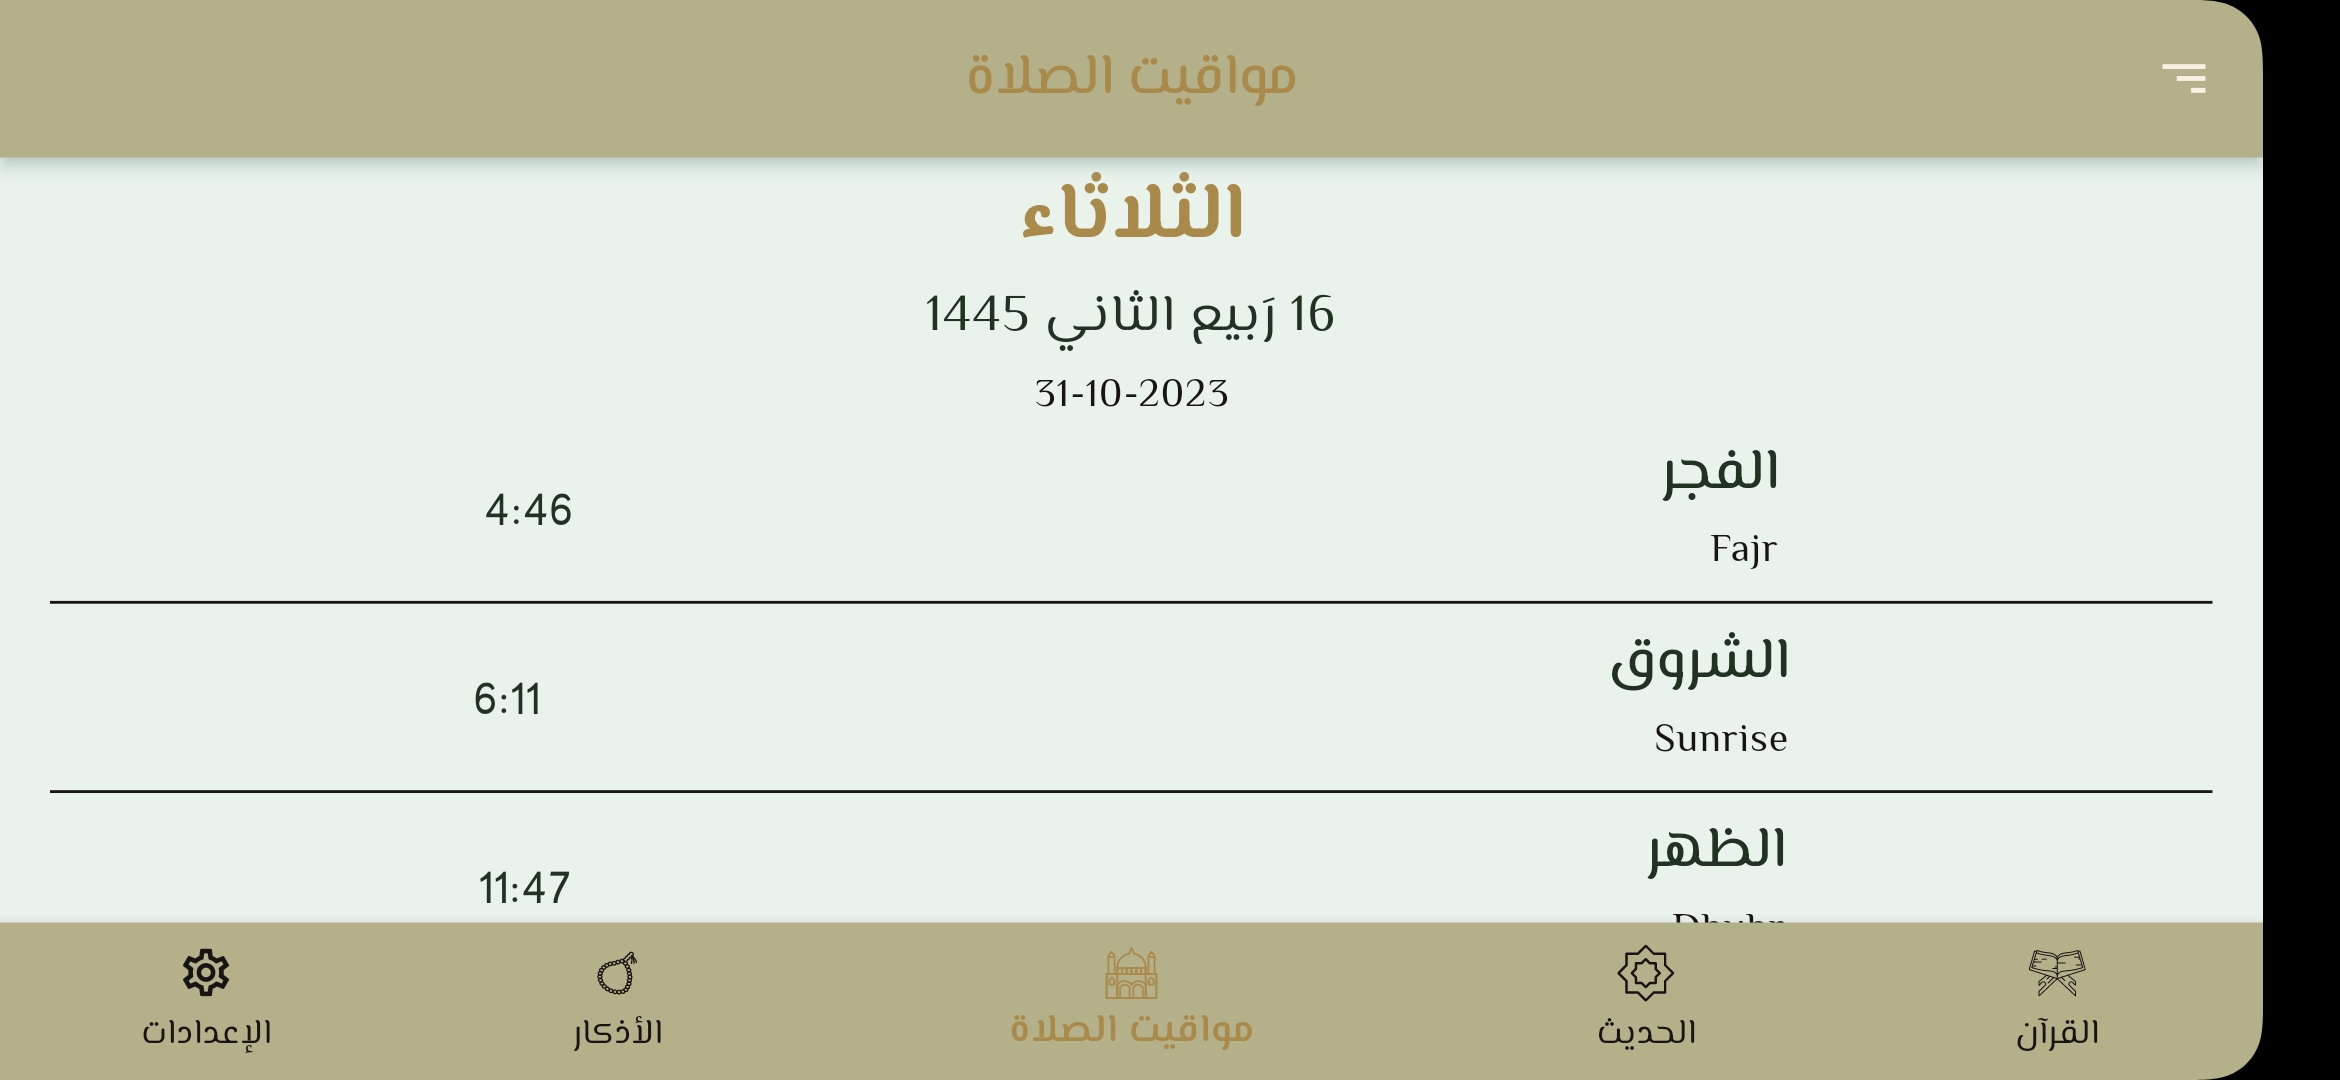 مواقيت الصلاة
الثلاثاء
16 رَبيع الثاني 1445
31-10-2023
الفجر
Fajr
4:46
الشروق
Sunrise
6:11
الظهر
11:47
القرآن
الحديث
مواقيت الصلاة
الأذكار
الإعدادات